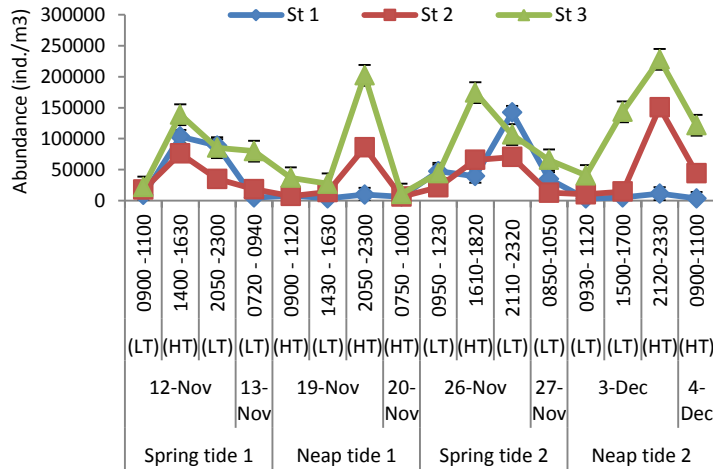 St 1 St 2 St 3
Abundance (ind./m3)
300000
250000
200000
150000
100000
50000
0
0900 - 1100
1400 -1630
2050 - 2300
0720 - 0940
0900 - 1120
1430 - 1630
2050 -2300
0750 - 1000
0950 - 1230
1610-1820
2110 -2320
0850-1050
0930- 1120
1500-1700
2120-2330
0900-1100
(LT) (HT) (LT) (LT) (HT) (LT) (HT) (HT) (LT) (HT) (LT) (LT) (LT) (LT) (HT) (HT)
12-Nov
13-
Nov
19-Nov
20-
Nov
26-Nov
27-
Nov
3-Dec
4-
Dec
Spring tide 1 Neap tide 1 Spring tide 2 Neap tide 2